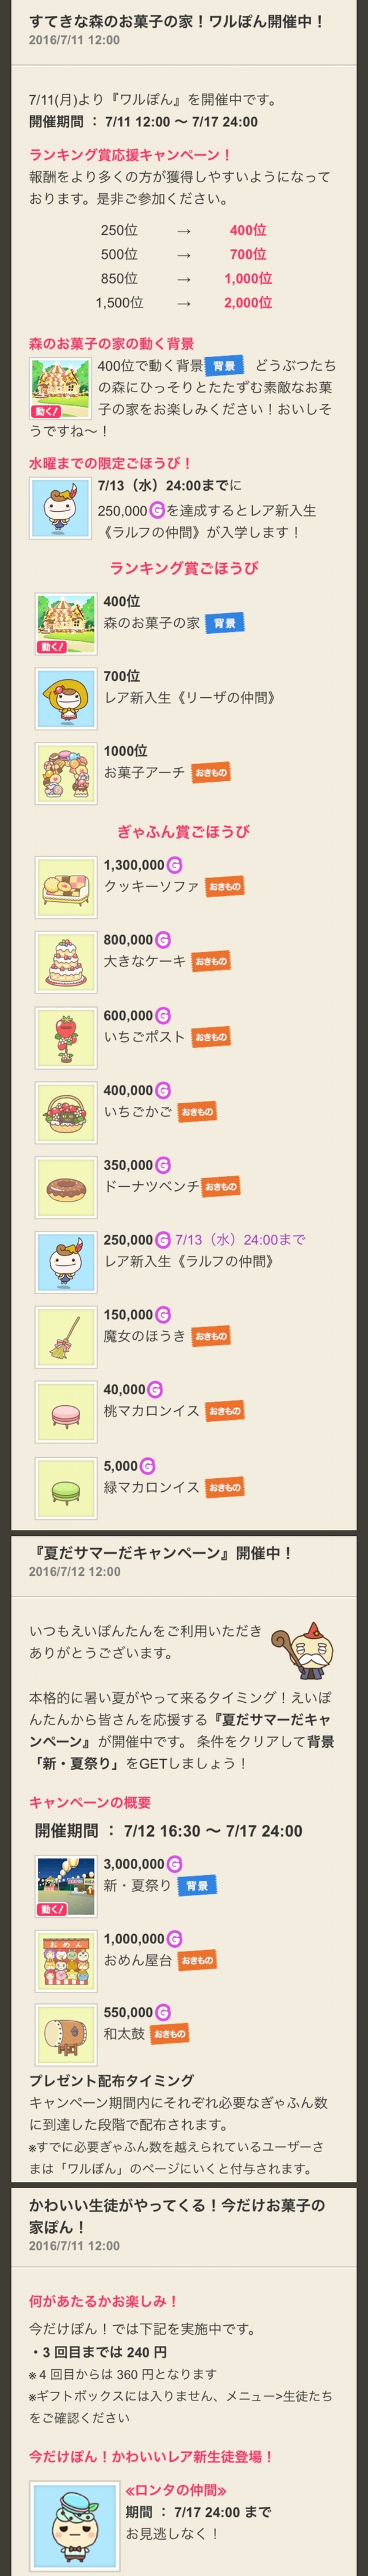 すてきな森のお菓子の家！ワルぽん開催中！
2016/7/11 12:00
7/11(月)より『ワルぽん』を開催中です。
開催期間 ： 7/11 12:00 〜 7/17 24:00
ランキング賞応援キャンペーン！
報酬をより多くの方が獲得しやすいようになって
おります。是非ご参加ください。
250位 → 400位
500位 → 700位
850位 → 1,000位
1,500位 → 2,000位
森のお菓子の家の動く背景
動く!
400位で動く背景 背景 どうぶつたち
の森にひっそりとたたずむ素敵なお菓
子の家をお楽しみください！おいしそ
うですね〜！
水曜までの限定ごほうび！
7/13（水）24:00までに
250,000Gを達成するとレア新入生
《ラルフの仲間》が入学します！
ランキング賞ごほうび
動く!
400位
森のお菓子の家 背景
700位
レア新入生《リーザの仲間》
1000位
お菓子アーチ おきもの
ぎゃふん賞ごほうび
1,300,000G
クッキーソファ おきもの
800,000G
大きなケーキ おきもの
600,000G
いちごポスト おきもの
400,000G
いちごかご おきもの
350,000G
ドーナツベンチ おきもの
250,000G 7/13（水）24:00まで
レア新入生《ラルフの仲間》
150,000G
魔女のほうき おきもの
40,000G
桃マカロンイス おきもの
5,000G
緑マカロンイス おきもの
『夏だサマーだキャンペーン』開催中！
2016/7/12 12:00
いつもえいぽんたんをご利用いただき
ありがとうございます。
本格的に暑い夏がやって来るタイミング！えいぽ
んたんから皆さんを応援する『夏だサマーだキャ
ンペーン』が開催中です。 条件をクリアして背景
「新・夏祭り」をGETしましょう！
キャンペーンの概要
開催期間 ： 7/12 16:30 〜 7/17 24:00
動く!
3,000,000G
新・夏祭り 背景
おめん
1,000,000G
おめん屋台 おきもの
550,000G
和太鼓 おきもの
プレゼント配布タイミング
キャンペーン期間内にそれぞれ必要なぎゃふん数
に到達した段階で配布されます。
※すでに必要ぎゃふん数を越えられているユーザーさ
まは「ワルぽん」のページにいくと付与されます。
かわいい生徒がやってくる！今だけお菓子の
家ぽん！
2016/7/11 12:00
何があたるかお楽しみ！
今だけぽん！では下記を実施中です。
・3 回目までは 240 円
※４ 回目からは 360 円となります
※ギフトボックスには入りません、メニュー>生徒たち
をご確認ください
今だけぽん！かわいいレア新生徒登場！
≪ロンタの仲間≫
期間 ： 7/17 24:00 まで
お見逃しなく！